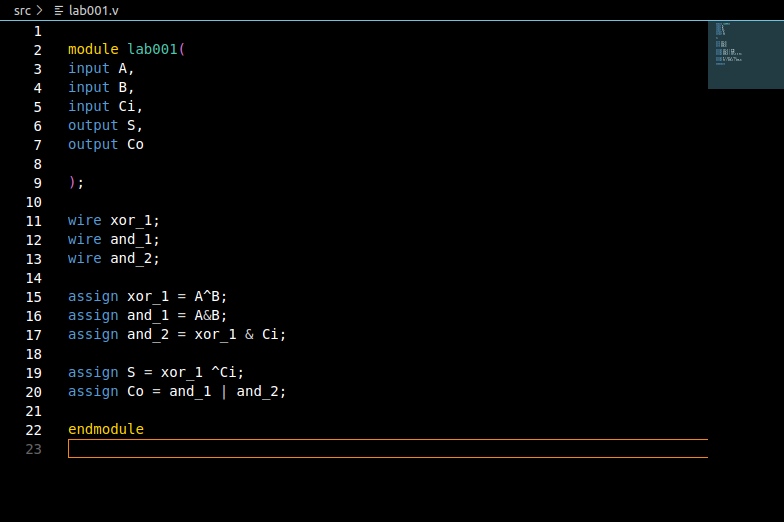 src > lab001.v
1
2 module lab001(
3 input A,
4 input B,
5 input Ci,
6 output S,
7 output Co
8
9 );
10
11 wire xor_1;
12 wire and_1;
13 wire and_2;
14
15 assign xor_1 = A^B;
16 assign and_1 = A&B;
17 assign and_2 = xor_1 & Ci;
18
19 assign S = xor_1 ^Ci;
20 assign Co = and_1 | and_2;
21
22 endmodule
23